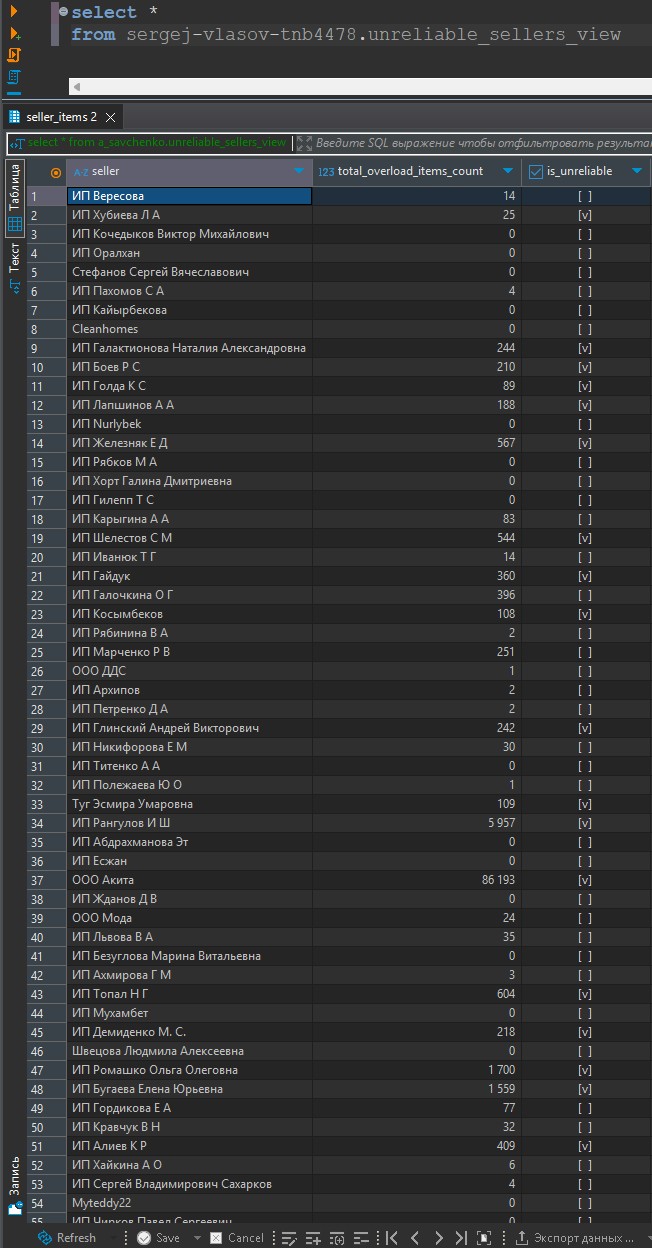 select *
from sergej-vlasov-tnb4478.unreliable_sellers_view
seller_items 2
select * from a_savchenko.unreliable_sellers_view Введите SQL выражение чтобы отфильтровать результа
Таблица
Текст
Запись
A-Z seller 123 total_overload_items_count is_unreliable
1 ИП Вересова 14 [ ]
2 ИП Хубиева Л А 25 [v]
3 ИП Кочедыков Виктор Михайлович 0 [ ]
4 ИП Оралхан 0 [ ]
5 Стефанов Сергей Вячеславович 0 [ ]
6 ИП Пахомов С А 4 [ ]
7 ИП Кайырбекова 0 [ ]
8 Cleanhomes 0 [ ]
9 ИП Галактионова Наталия Александровна 244 [v]
10 ИП Боев Р С 210 [v]
11 ИП Голда К С 89 [v]
12 ИП Лапшинов А А 188 [v]
13 ИП Nurlybek 0 [ ]
14 ИП Железняк Е Д 567 [v]
15 ИП Рябков М А 0 [ ]
16 ИП Хорт Галина Дмитриевна 0 [ ]
17 ИП Гилепп Т С 0 [ ]
18 ИП Карыгина А А 83 [ ]
19 ИП Шелестов С М 544 [v]
20 ИП Иванюк Т Г 14 [ ]
21 ИП Гайдук 360 [v]
22 ИП Галочкина О Г 396 [ ]
23 ИП Косымбеков 108 [v]
24 ИП Рябинина В А 2 [ ]
25 ИП Марченко Р В 251 [ ]
26 ООО ДДС 1 [ ]
27 ИП Архипов 2 [ ]
28 ИП Петренко Д А 2 [ ]
29 ИП Глинский Андрей Викторович 242 [v]
30 ИП Никифорова Е М 30 [ ]
31 ИП Титенко А А 0 [ ]
32 ИП Полежаева Ю О 1 [ ]
33 Туг Эсмира Умаровна 109 [v]
34 ИП Рангулов И Ш 5 957 [v]
35 ИП Абдрахманова Эт 0 [ ]
36 ИП Есжан 0 [ ]
37 ООО Акита 86 193 [v]
38 ИП Жданов Д В 0 [ ]
39 ООО Мода 24 [ ]
40 ИП Львова В А 35 [ ]
41 ИП Безуглова Марина Витальевна 0 [ ]
42 ИП Ахмирова Г М 3 [ ]
43 ИП Топал Н Г 604 [v]
44 ИП Мухамбет 0 [ ]
45 ИП Демиденко М. С. 218 [v]
46 Швецова Людмила Алексеевна 0 [ ]
47 ИП Ромашко Ольга Олеговна 1 700 [v]
48 ИП Бугаева Елена Юрьевна 1 559 [v]
49 ИП Гордикова Е А 77 [ ]
50 ИП Кравчук В Н 32 [ ]
51 ИП Алиев К Р 409 [v]
52 ИП Хайкина А О 6 [ ]
53 ИП Сергей Владимирович Сахарков 4 [ ]
54 Myteddy22 0 [ ]
55 ИП Чирков Павел Сергеевич 0 [ ]
Refresh Save Cancel Экспорт данных ...